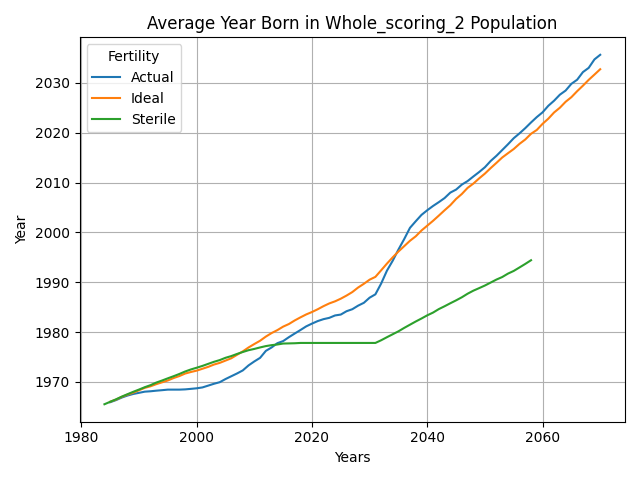 Average Year Born in Whole_scoring_2 Population
Fertility
Actual
Ideal
Sterile
Year
2030
2020
2010
2000
1990
1980
1970
1980 2000 2020 2040 2060
Years